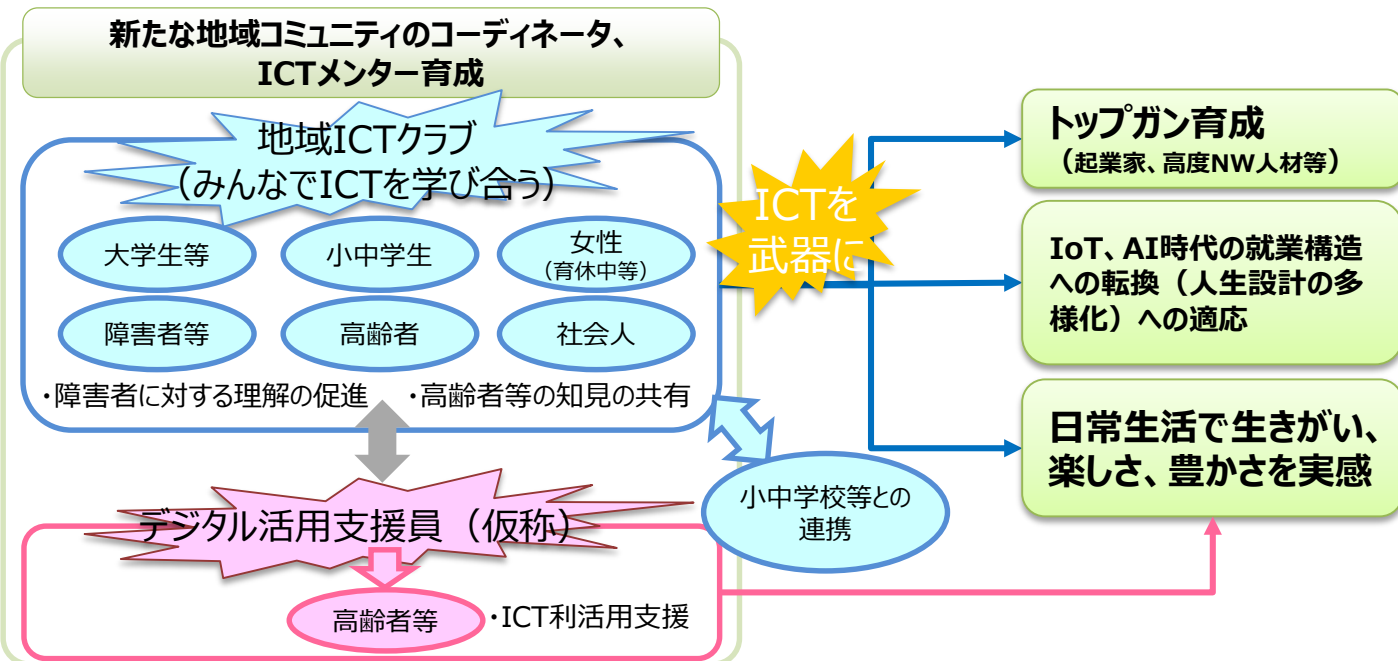 新たな地域コミュニティのコーディネータ、
ICTメンター育成
地域ICTクラブ
（みんなでICTを学び合う）
大学生等
小中学生
女性
（育休中等）
障害者等
高齢者
社会人
・障害者に対する理解の促進
・高齢者等の知見の共有
デジタル活用支援員（仮称）
高齢者等
・ICT利活用支援
小中学校等との
連携
ICTを
武器に
トップガン育成
（起業家、高度NW人材等）
IoT、AI時代の就業構造
への転換（人生設計の多
様化）への適応
日常生活で生きがい、
楽しさ、豊かさを実感